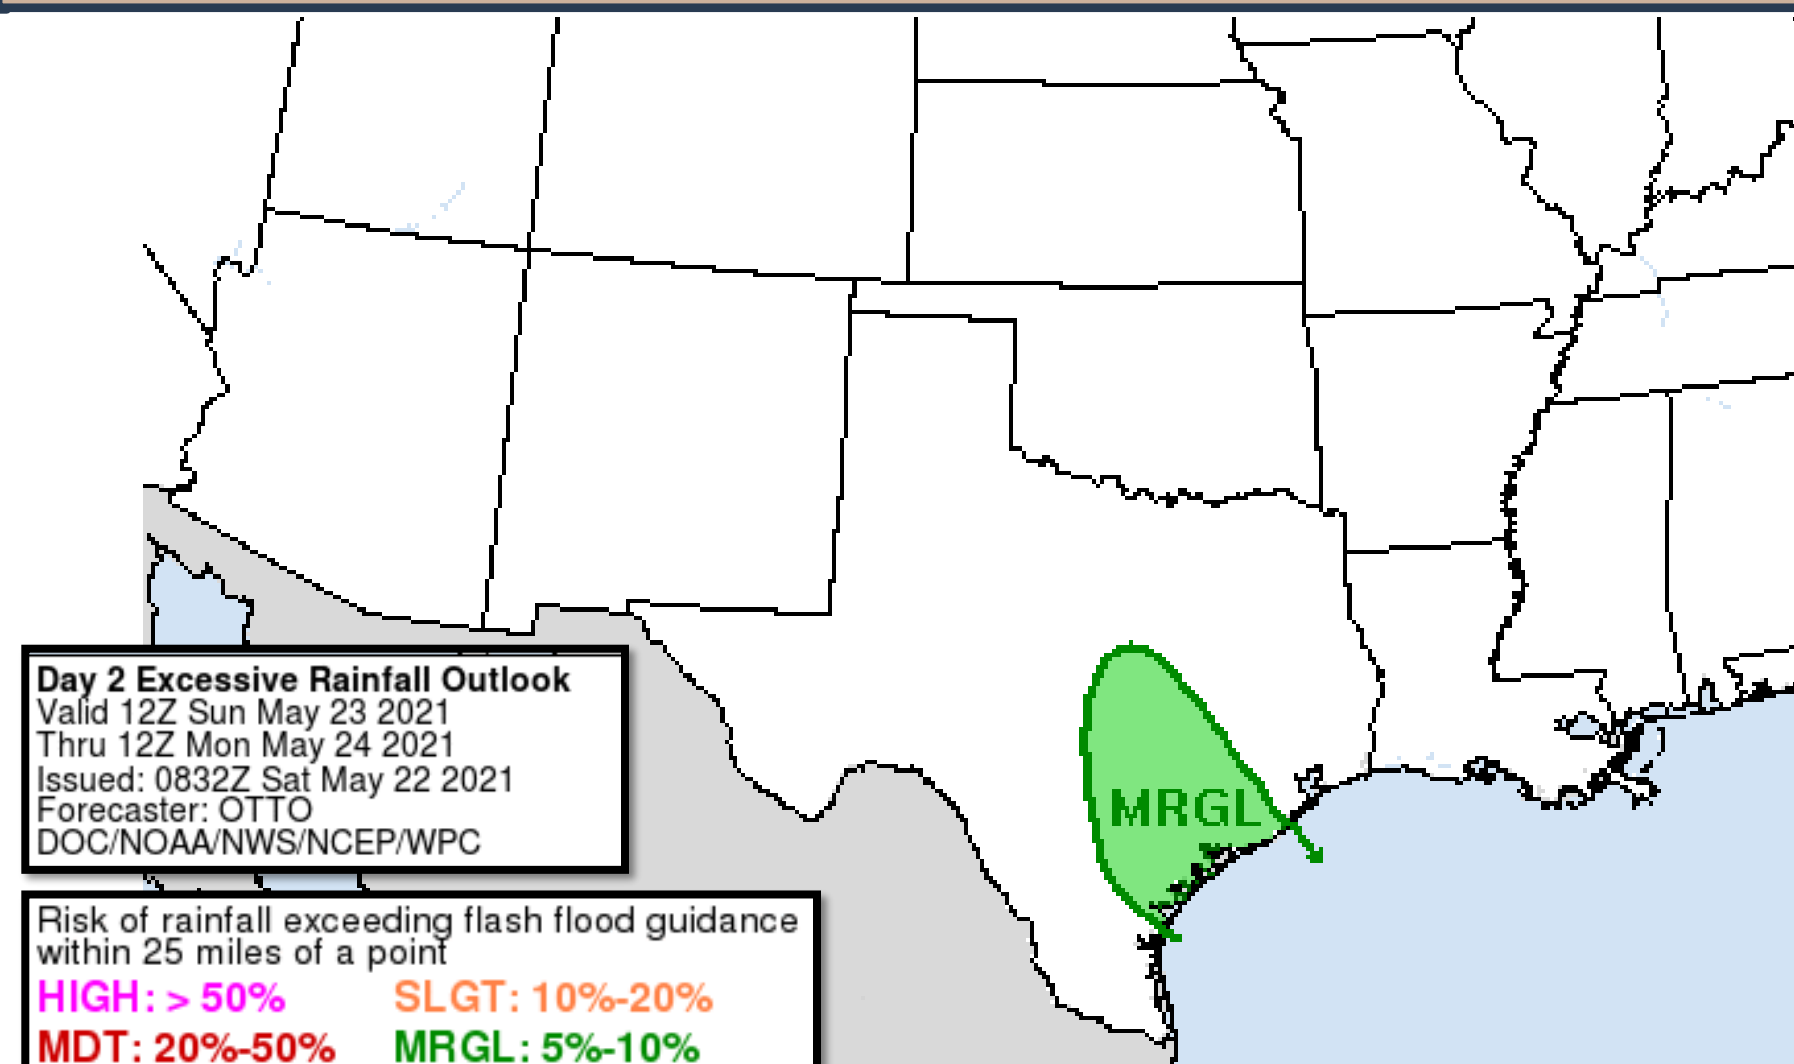 MRGL
Day 2 Excessive Rainfall Outlook
Valid 12Z Sun May 23 2021
Thru 12Z Mon May 24 2021
Issued: 0832Z Sat May 22 2021
Forecaster: OTTO
DOC/NOAA/NWS/NCEP/WPC
Risk of rainfall exceeding flash flood guidance
within 25 miles of a point
HIGH: > 50% SLGT: 10%-20%
MDT: 20%-50% MRGL: 5%-10%